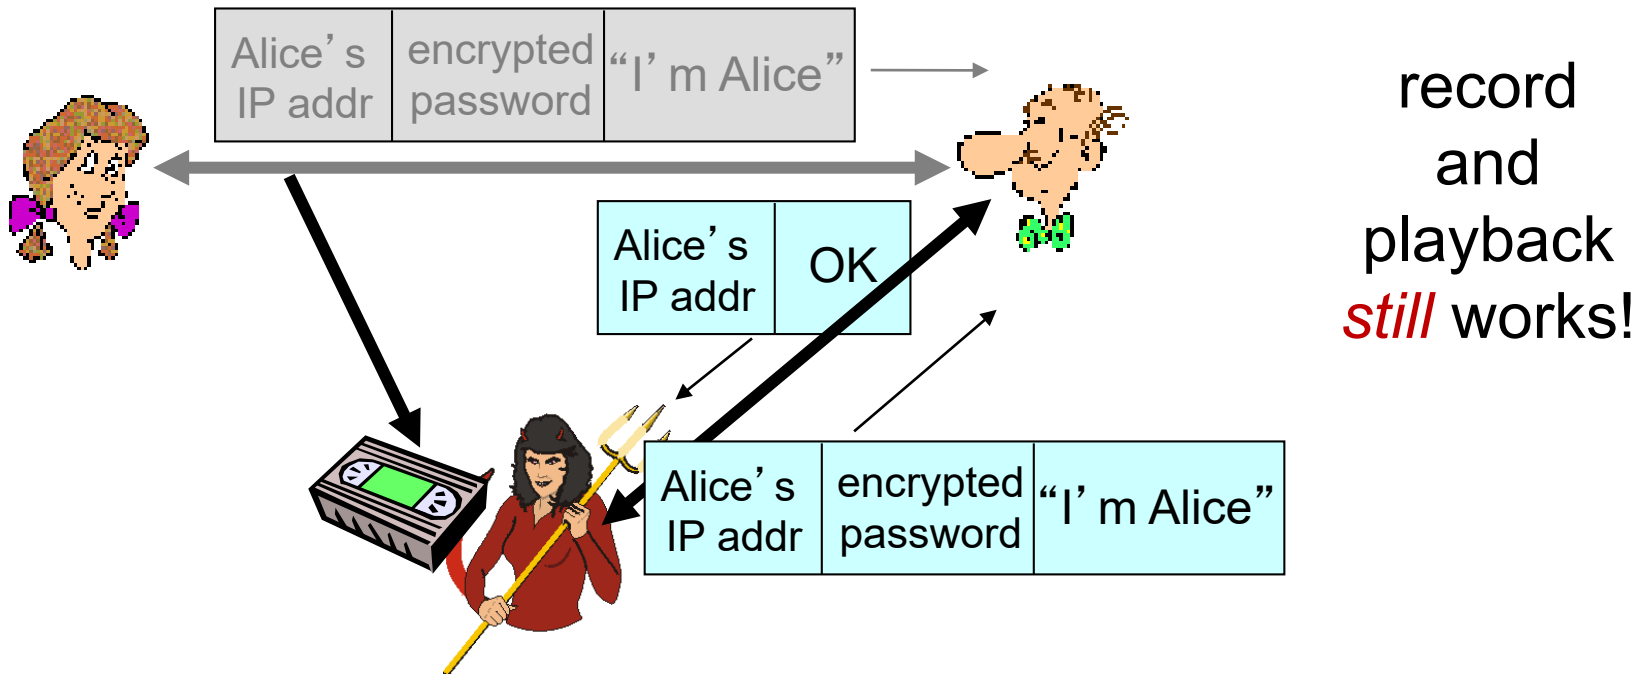 Alice’s
IP addr
encrypted
password
“I’m Alice”
record
and
playback
still works!
Alice’s
IP addr
OK
Alice’s
IP addr
encrypted
password
“I’m Alice”